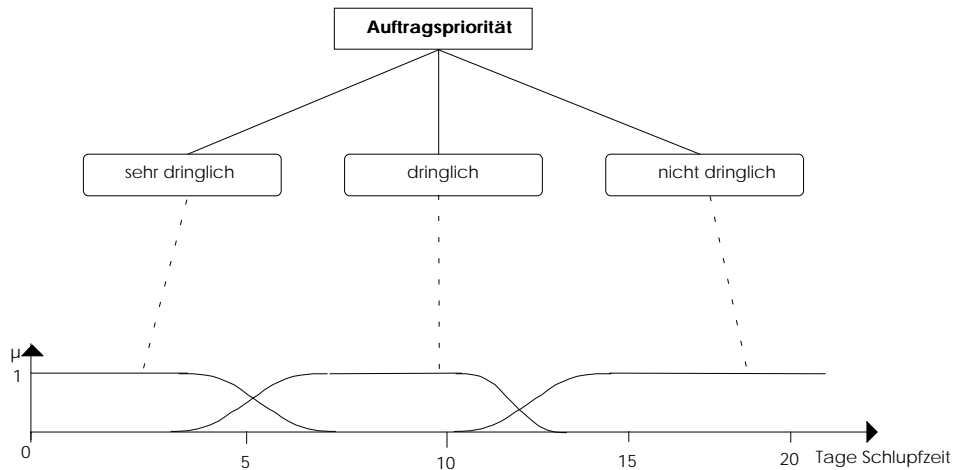 Auftragspriorität
sehr dringlich
dringlich
nicht dringlich
µ
1
0
5
10
15
20
Tage Schlupfzeit